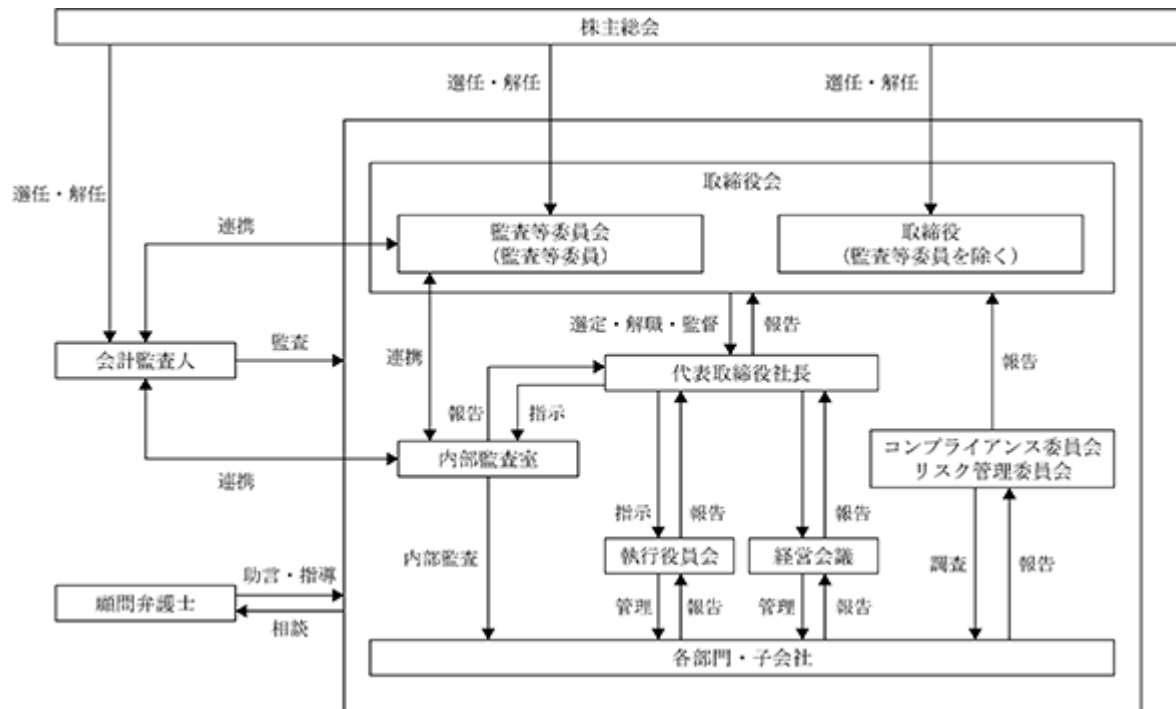 株主総会
選任・解任
選任・解任
選任・解任
取締役会
監査等委員会
(監査等委員)
取締役
(監査等委員を除く)
連携
選定・解職・監督
報告
会計監査人
監査
連携
代表取締役社長
報告
報告
指示
内部監査室
連携
コンプライアンス委員会
リスク管理委員会
指示
報告
報告
執行役員会
経営会議
内部監査
調査
報告
助言・指導
顧問弁護士
相談
管理
報告
管理
報告
各部門・子会社